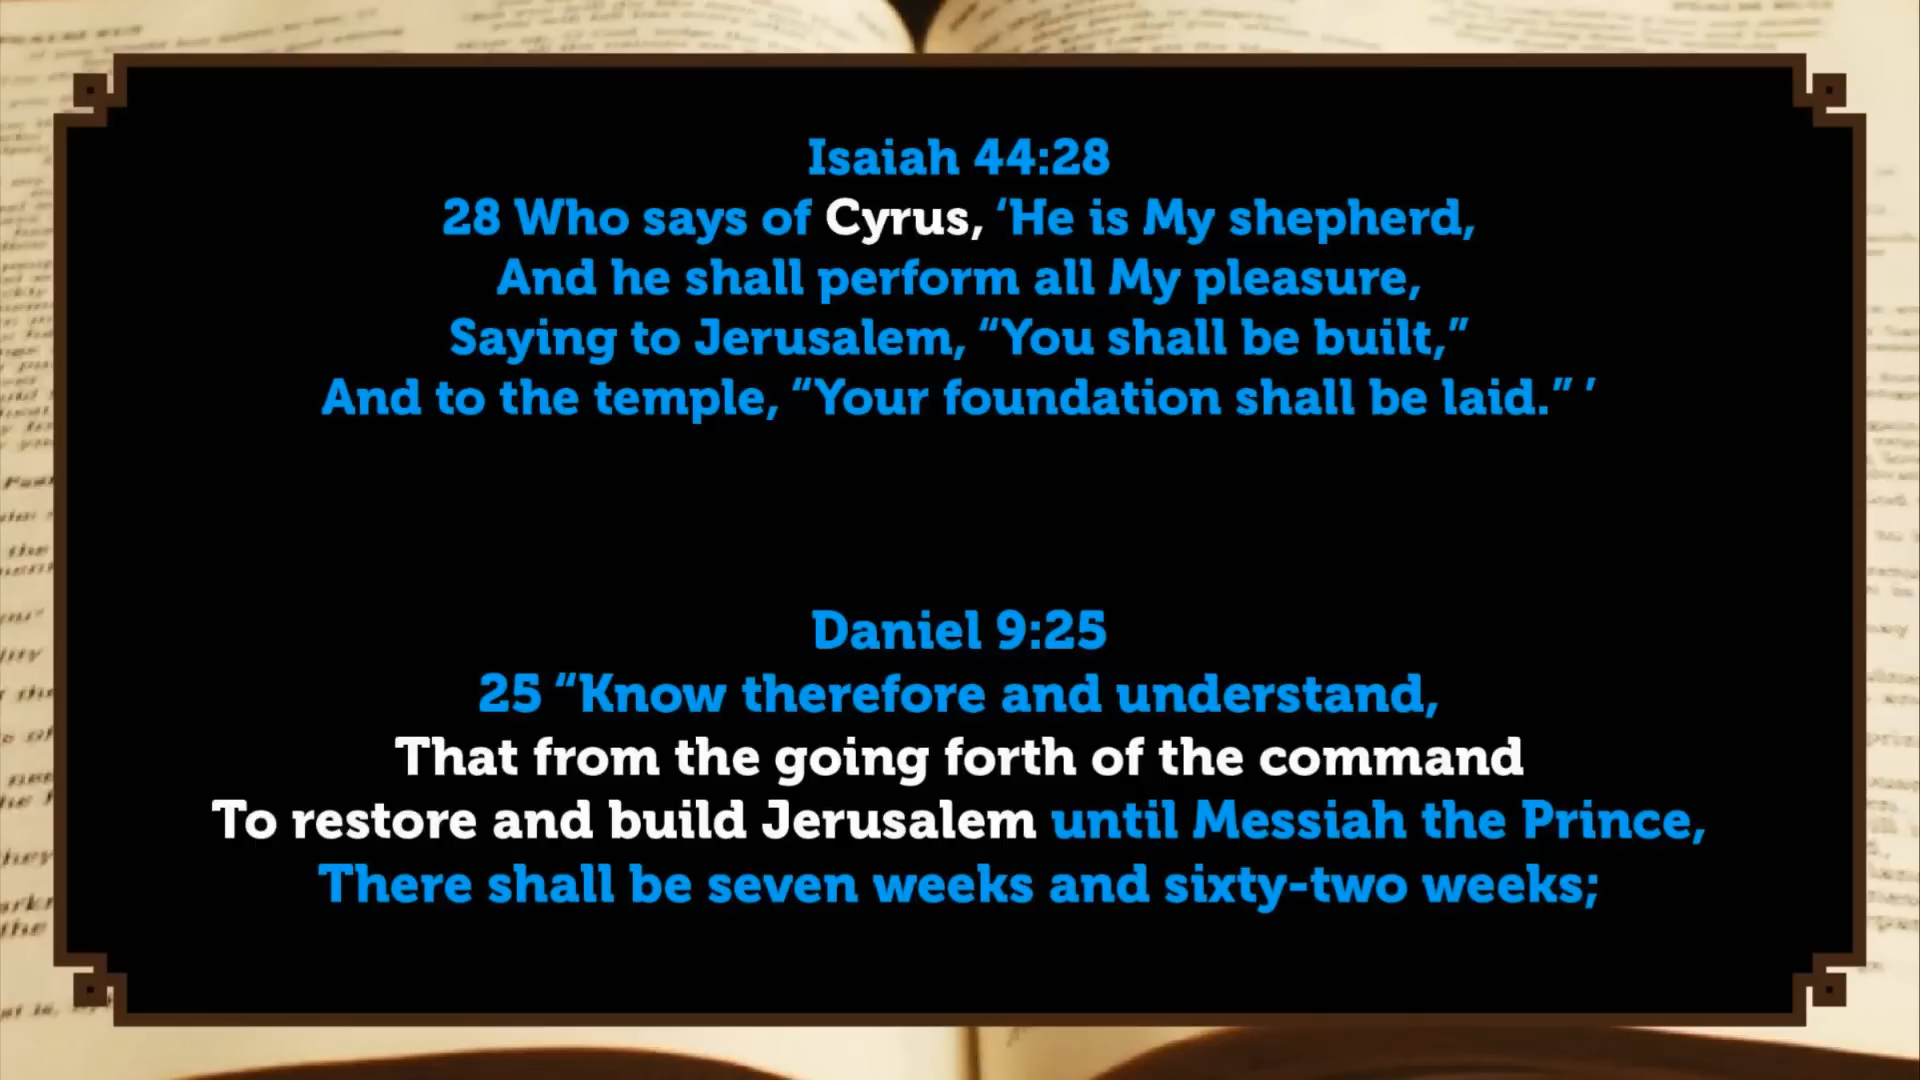 Isaiah 44:28
28 Who says of Cyrus, ‘He is My shepherd,
And he shall perform all My pleasure,
Saying to Jerusalem, “You shall be built,”
And to the temple, “Your foundation shall be laid.” ’
Daniel 9:25
25 “Know therefore and understand,
That from the going forth of the command
To restore and build Jerusalem until Messiah the Prince,
There shall be seven weeks and sixty-two weeks;